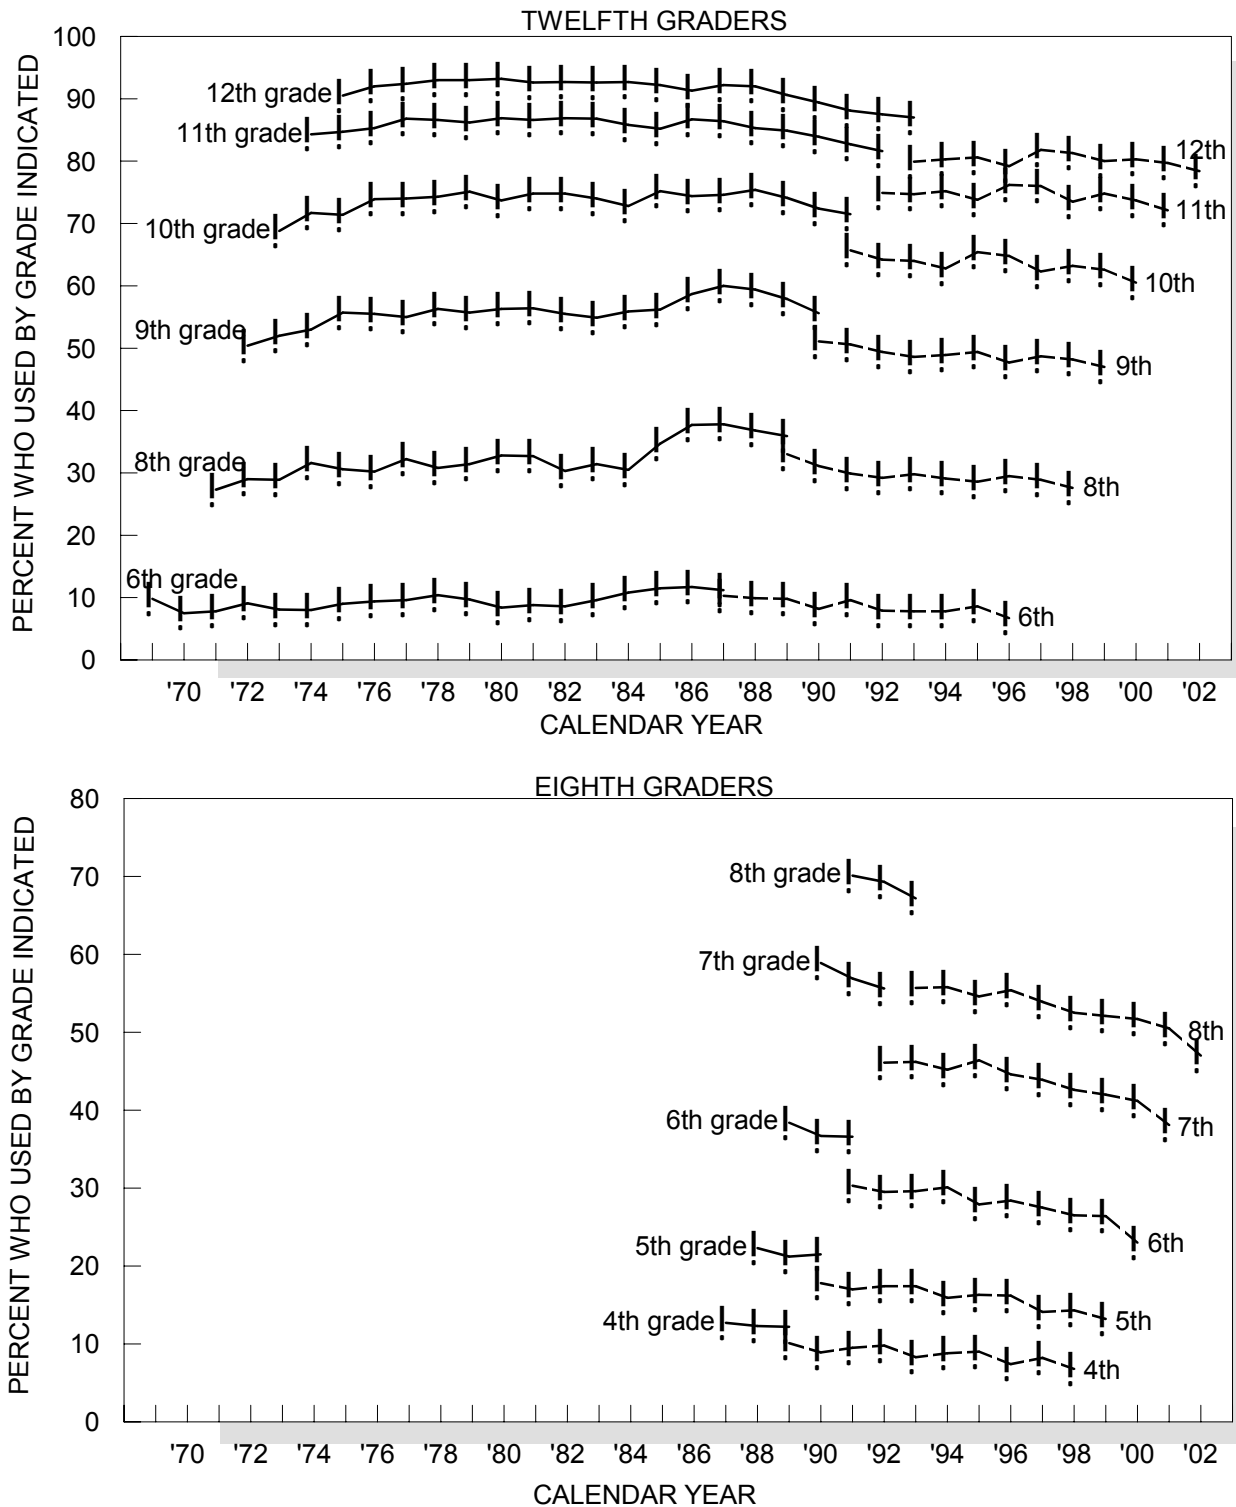 TWELFTH GRADERS
PERCENT WHO USED BY GRADE INDICATED
100
90
80
70
60
50
40
30
20
10
0
12th grade
11th grade
10th grade
9th grade
8th grade
6th grade
12th
11th
10th
9th
8th
6th
'70 '72 '74 '76 '78 '80 '82 '84 '86 '88 '90 '92 '94 '96 '98 '00 '02
CALENDAR YEAR
EIGHTH GRADERS
PERCENT WHO USED BY GRADE INDICATED
80
70
60
50
40
30
20
10
0
8th grade
7th grade
6th grade
5th grade
4th grade
8th
7th
6th
5th
4th
'70 '72 '74 '76 '78 '80 '82 '84 '86 '88 '90 '92 '94 '96 '98 '00 '02
CALENDAR YEAR